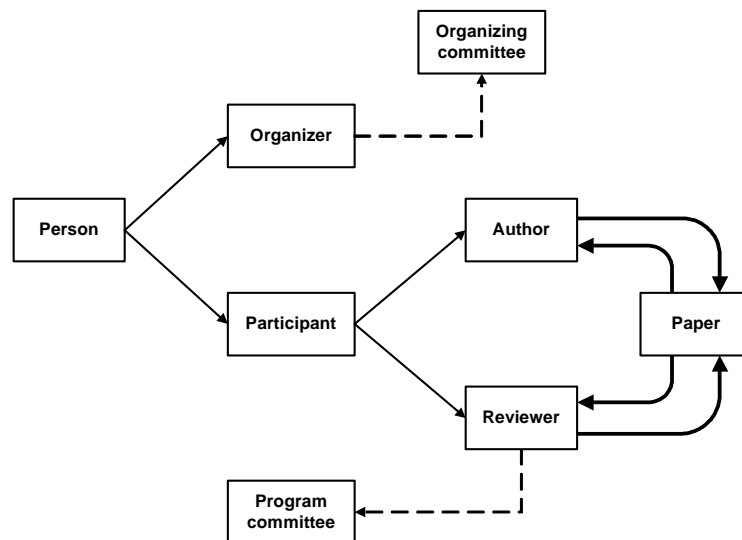 Organizing
committee
Organizer
Person
Author
Participant
Paper
Reviewer
Program
committee